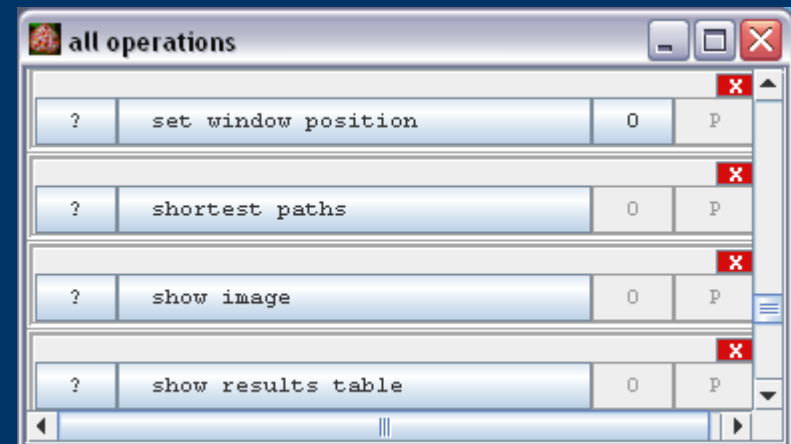 all operations
X
? set window position O P
X
? shortest paths O P
X
? show image O P
X
? show results table O P